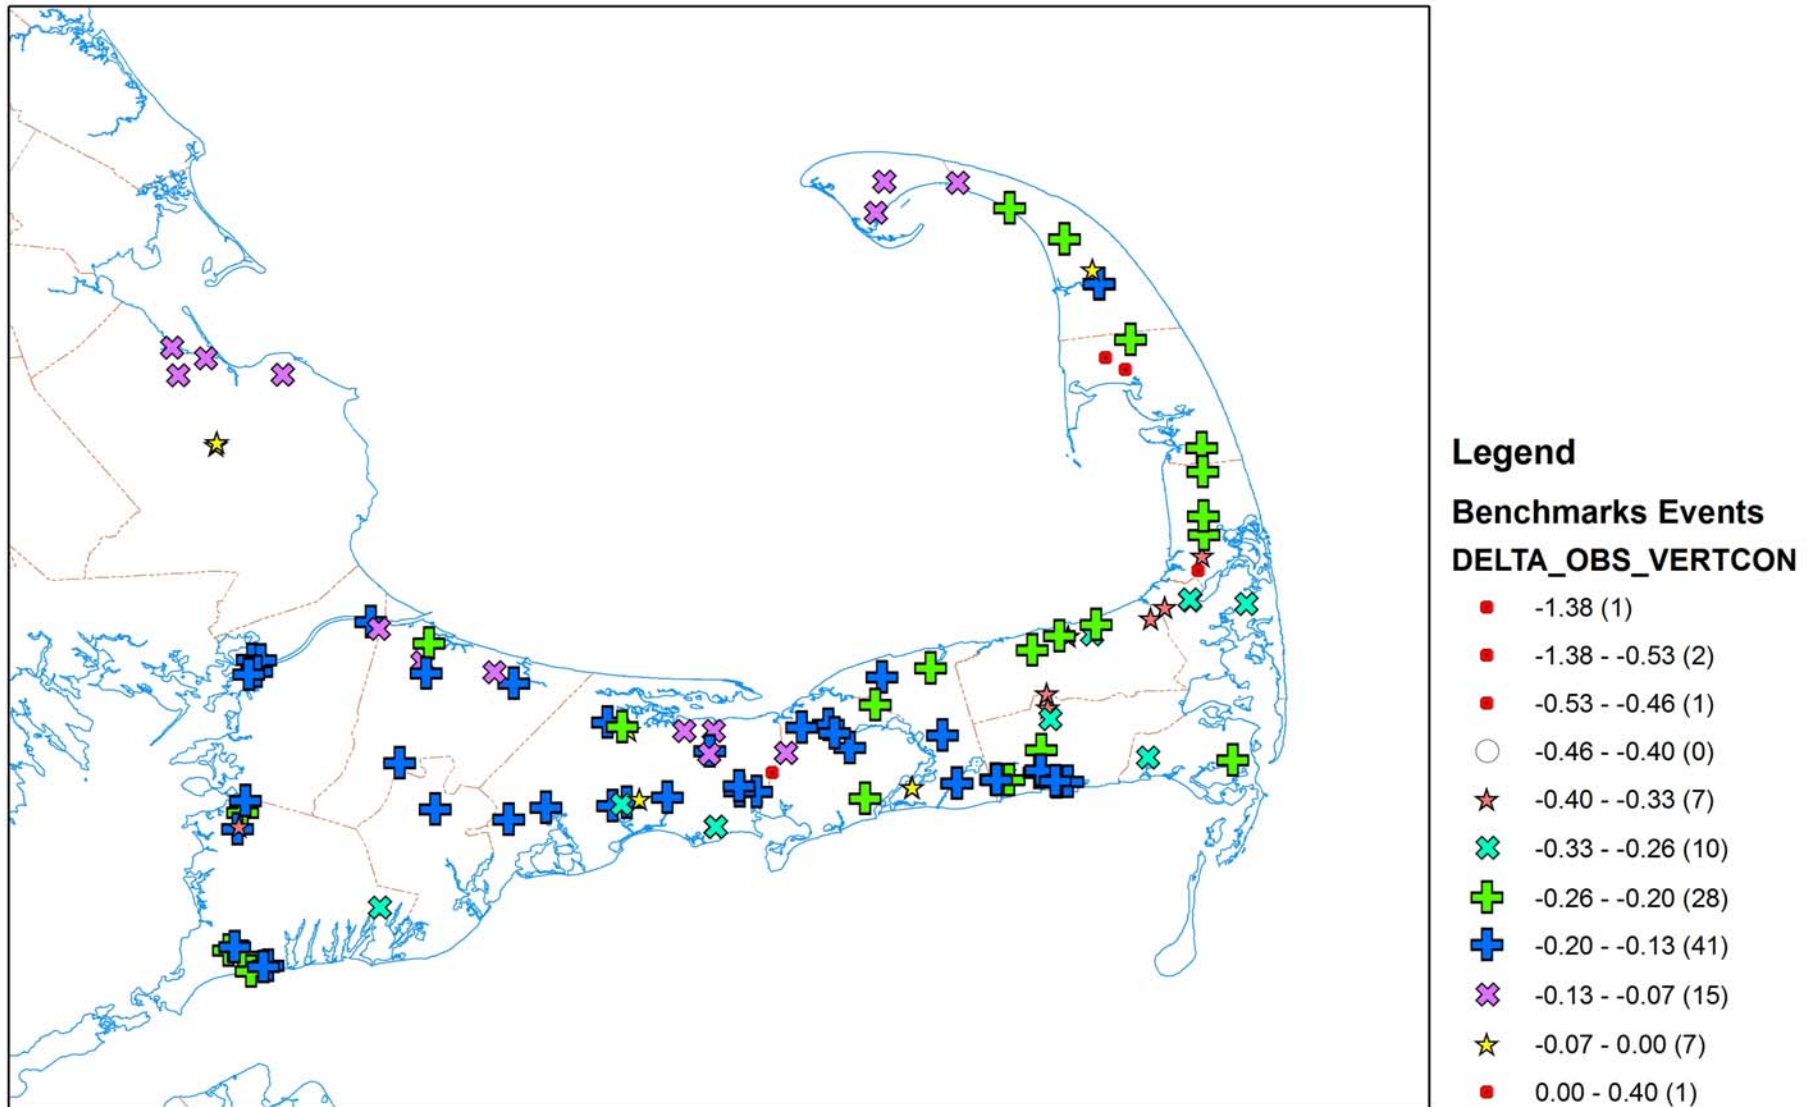 Legend
Benchmarks Events
DELTA_OBS_VERTCON
-1.38 (1)
-1.38 - -0.53 (2)
-0.53 - -0.46 (1)
-0.46 - -0.40 (0)
-0.40 - -0.33 (7)
-0.33 - -0.26 (10)
-0.26 - -0.20 (28)
-0.20 - -0.13 (41)
-0.13 - -0.07 (15)
-0.07 - 0.00 (7)
0.00 - 0.40 (1)